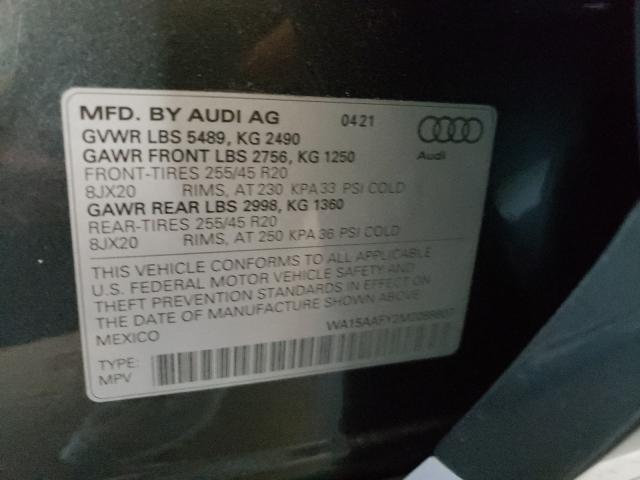 MFD. BY AUDI AG 0421
GVWR LBS 5489, KG 2490
GAWR FRONT LBS 2756, KG 1250
FRONT-TIRES 255/45 R20
8JX20 RIMS, AT 230 KPA 33 PSI COLD
GAWR REAR LBS 2998, KG 1360
REAR-TIRES 255/45 R20
8JX20 RIMS, AT 250 KPA 36 PSI COLD
Audi
THIS VEHICLE CONFORMS TO ALL APPLICABLE
U.S. FEDERAL MOTOR VEHICLE SAFETY AND
THEFT PREVENTION STANDARDS IN EFFECT ON
THE DATE OF MANUFACTURE SHOWN ABOVE
MEXICO
TYPE:
MPV